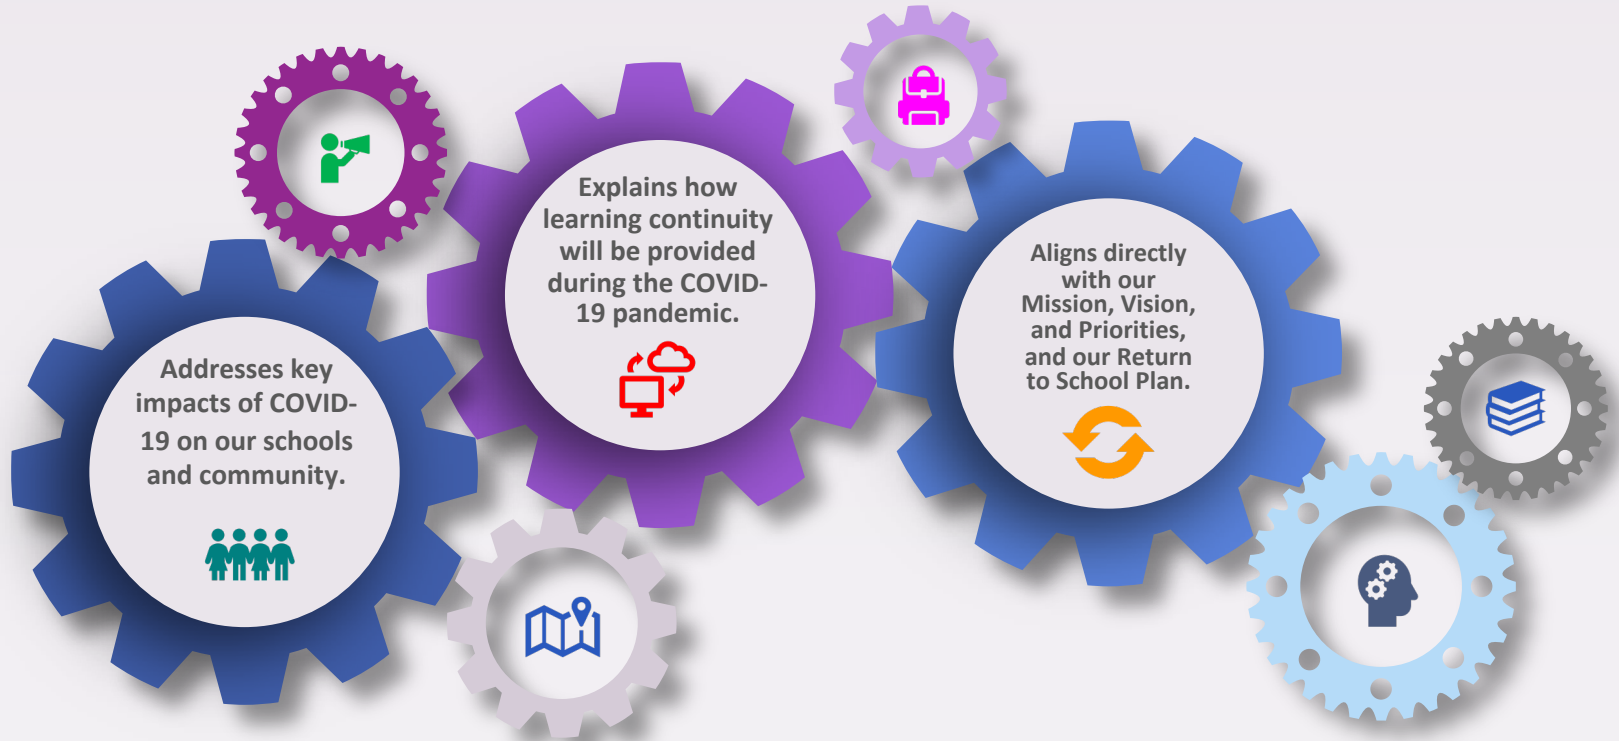 Addresses key
impacts of COVID-
19 on our schools
and community.
Explains how
learning continuity
will be provided
during the COVID-
19 pandemic.
Aligns directly
with our
Mission, Vision,
and Priorities,
and our Return
to School Plan.